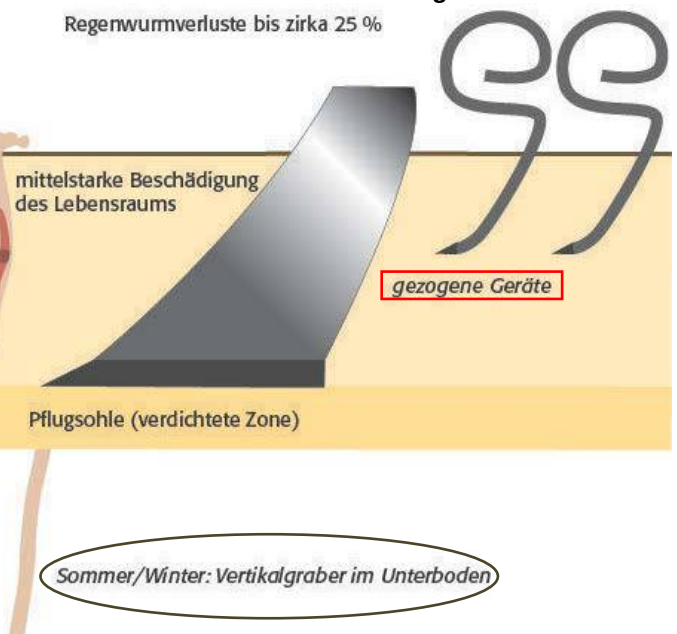 Regenwurmverluste bis zirka 25 %
mittelstarke Beschädigung
des Lebensraums
gezogene Geräte
Pflugsohle (verdichtete Zone)
Sommer/Winter: Vertikalgraber im Unterboden